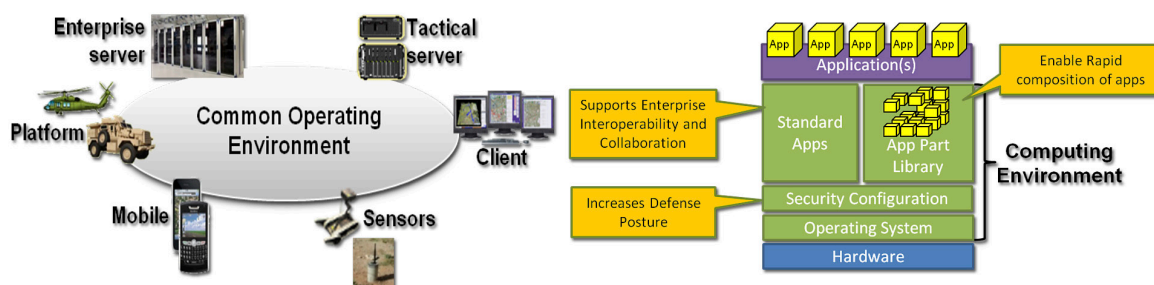 Enterprise
server
Tactical
server
Common Operating
Environment
Platform
Client
Mobile
Sensors
App App App App App
Application(s)
Enable Rapid
composition of apps
Supports Enterprise
Interoperability and
Collaboration
Standard
Apps
App Part
Library
Computing
Environment
Increases Defense
Posture
Security Configuration
Operating System
Hardware